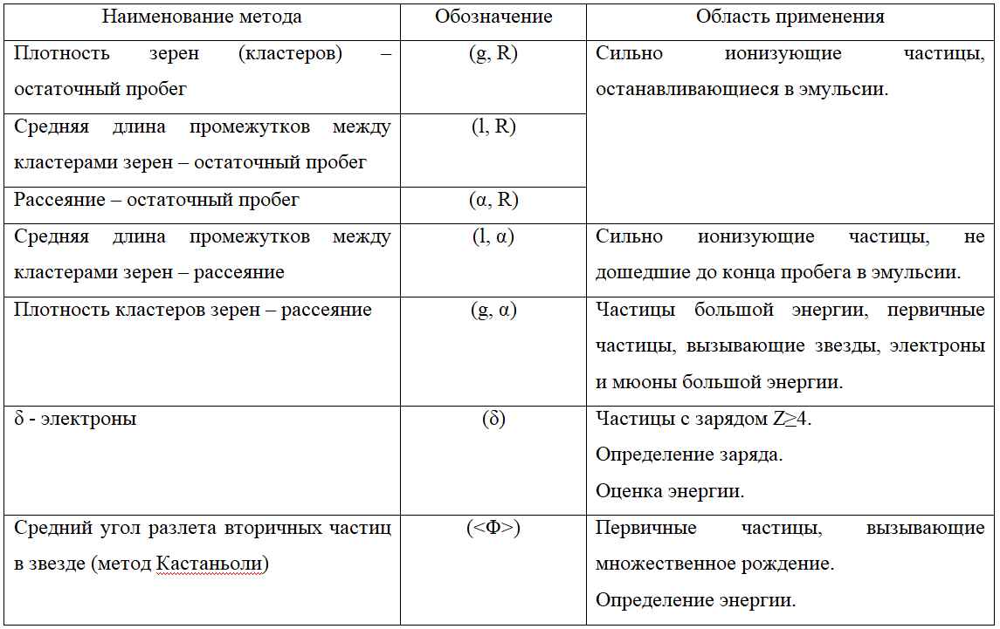 Наименование метода
Обозначение
Область применения
Плотность зерен (кластеров) –
остаточный пробег
(g, R)
Сильно ионизующие частицы,
останавливающиеся в эмульсии.
Средняя длина промежутков между
кластерами зерен – остаточный пробег
(l, R)
Рассеяние – остаточный пробег
(α, R)
Средняя длина промежутков между
кластерами зерен – рассеяние
(l, α)
Сильно ионизующие частицы, не
дошедшие до конца пробега в эмульсии.
Плотность кластеров зерен – рассеяние
(g, α)
Частицы большой энергии, первичные
частицы, вызывающие звезды, электроны
и мюоны большой энергии.
δ - электроны
(δ)
Частицы с зарядом Z≥4.
Определение заряда.
Оценка энергии.
Средний угол разлета вторичных частиц
в звезде (метод Кастаньоли)
(<Φ>)
Первичные частицы, вызывающие
множественное рождение.
Определение энергии.